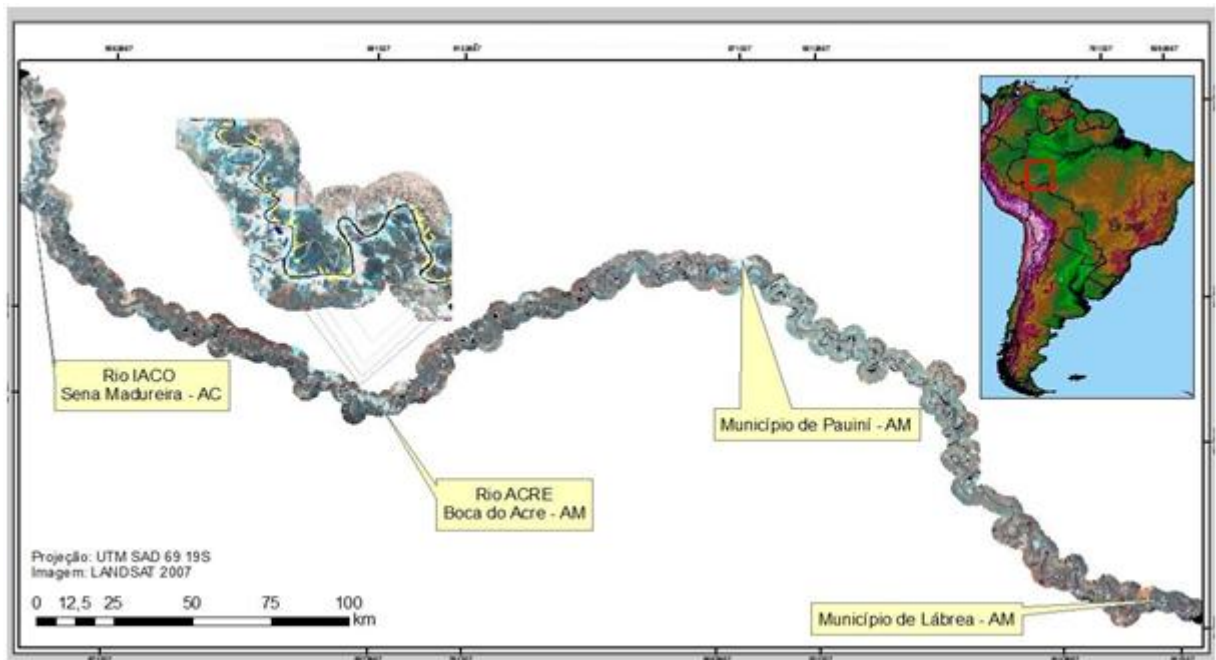 Brasil
Rio IACO
Sena Madureira - AC
Município de Pauiní - AM
Rio ACRE
Boca do Acre - AM
Projeção: UTM SAD 69 19S
Imagem: LANDSAT 2007
0 12,5 25 50 75 100
km
Município de Lábrea - AM